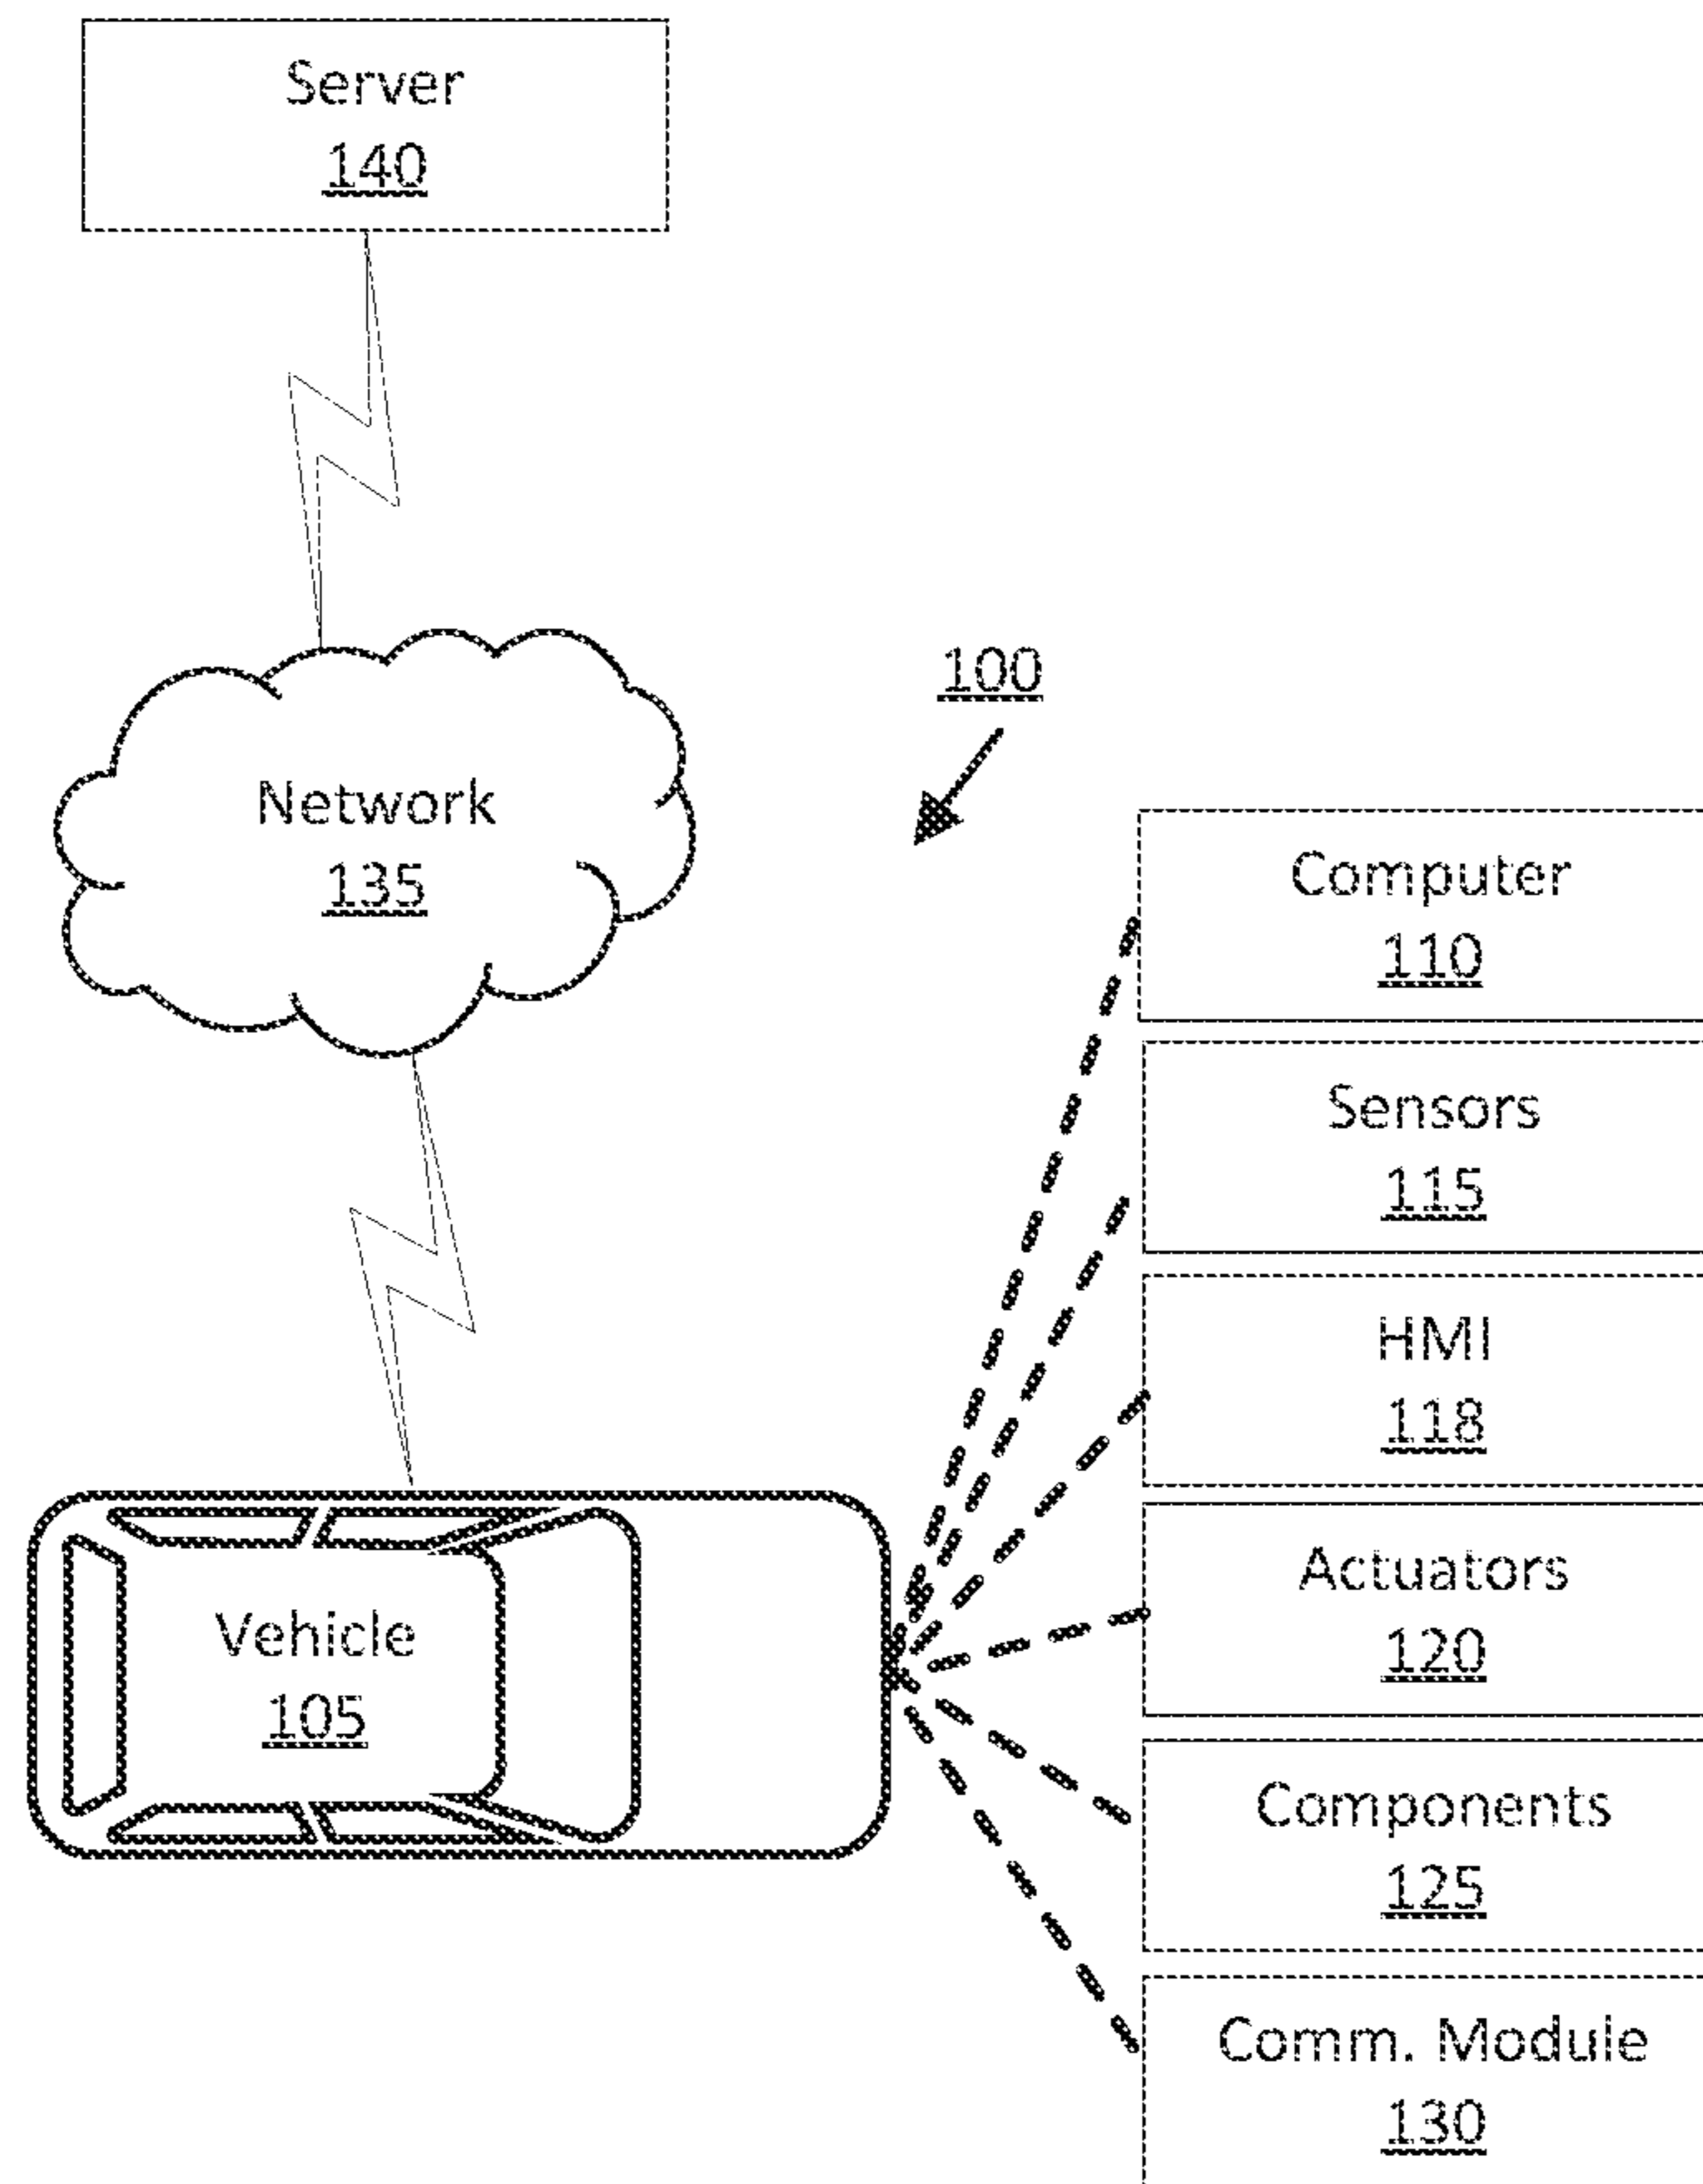 Server
140
Network
135
100
Computer
110
Sensors
115
HMI
118
Actuators
120
Components
125
Comm. Module
130
Vehicle
105